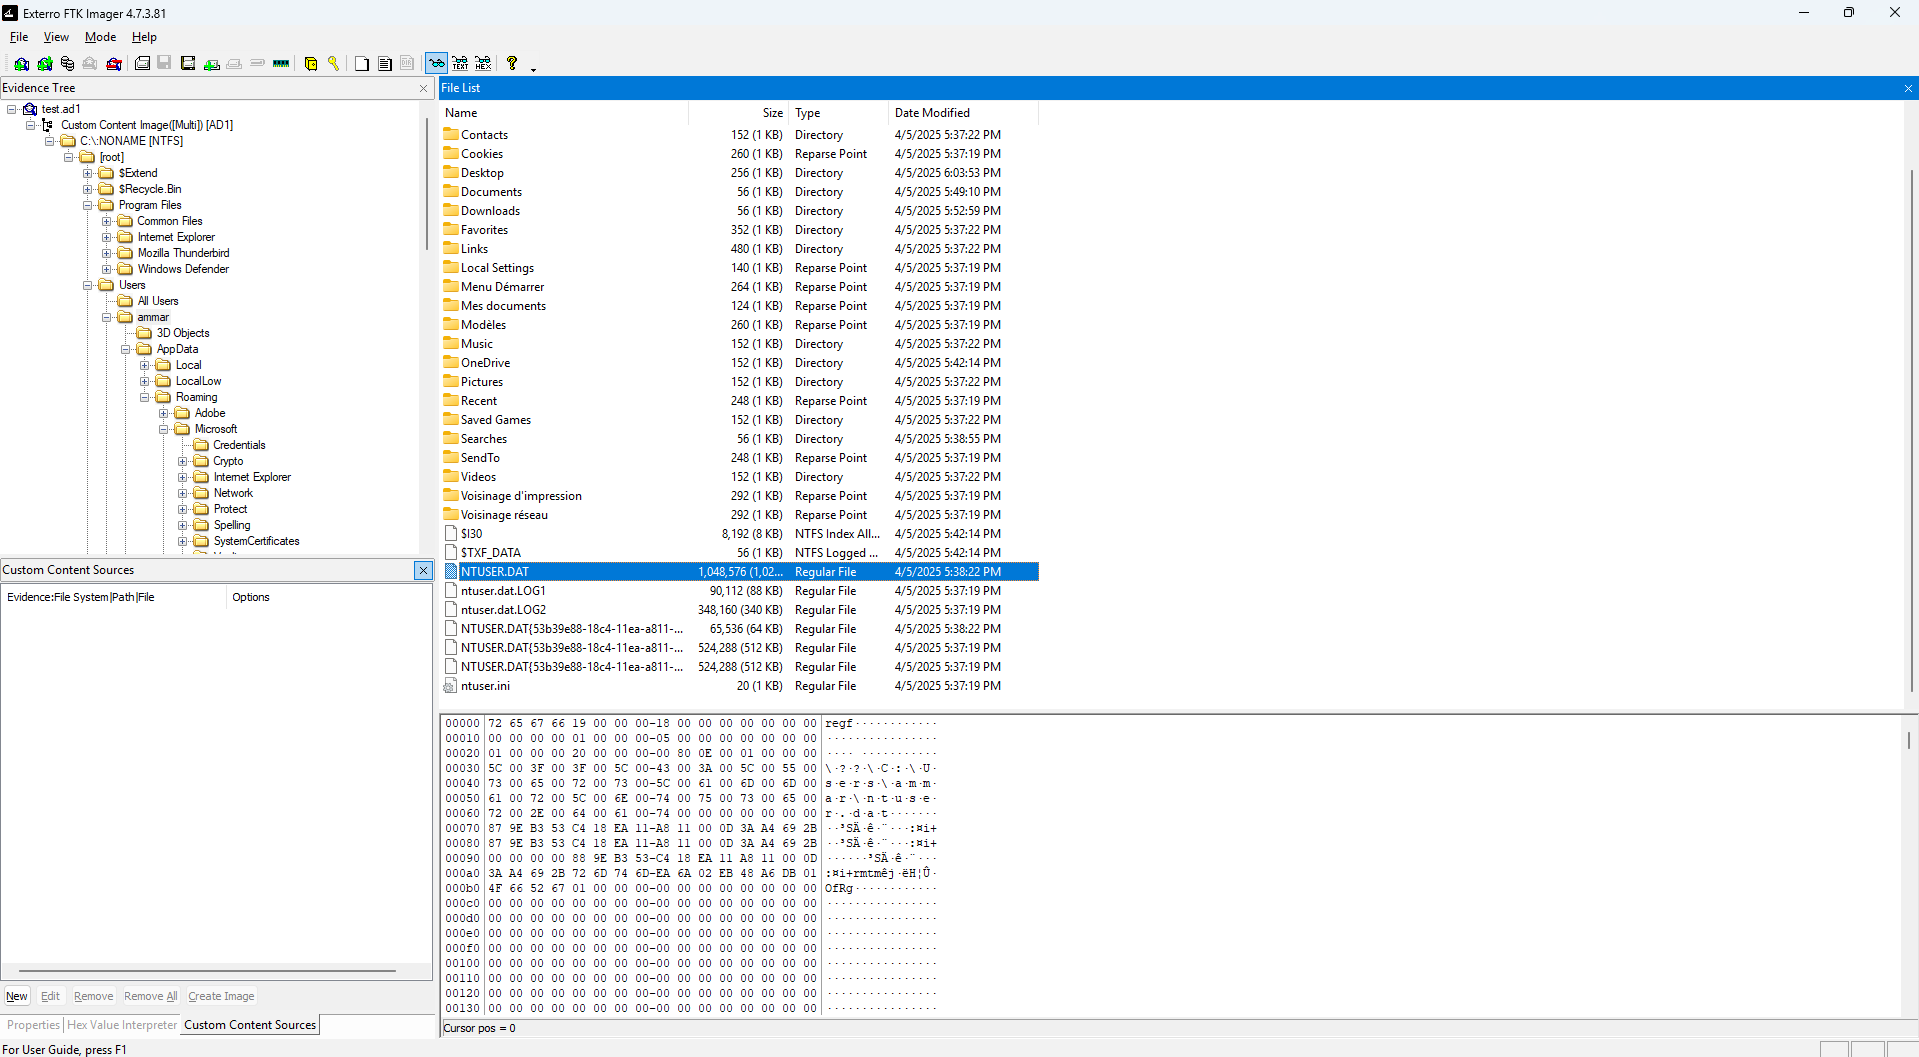 Exterro FTK Imager 4.7.3.81
File View Mode Help
Evidence Tree
test.ad1
Custom Content Image([Multi]) [AD1]
C:\:NONAME [NTFS]
[root]
$Extend
$Recycle.Bin
Program Files
Common Files
Internet Explorer
Mozilla Thunderbird
Windows Defender
Users
All Users
ammar
3D Objects
AppData
Local
LocalLow
Roaming
Adobe
Microsoft
Credentials
Crypto
Internet Explorer
Network
Protect
Spelling
SystemCertificates
Custom Content Sources
Evidence:File System|Path|File Options
New Edit Remove Remove All Create Image
Properties Hex Value Interpreter Custom Content Sources
For User Guide, press F1
File List
Name Size Type Date Modified
Contacts 152 (1 KB) Directory 4/5/2025 5:37:22 PM
Cookies 260 (1 KB) Reparse Point 4/5/2025 5:37:19 PM
Desktop 256 (1 KB) Directory 4/5/2025 6:03:53 PM
Documents 56 (1 KB) Directory 4/5/2025 5:49:10 PM
Downloads 56 (1 KB) Directory 4/5/2025 5:52:59 PM
Favorites 352 (1 KB) Directory 4/5/2025 5:37:22 PM
Links 480 (1 KB) Directory 4/5/2025 5:37:22 PM
Local Settings 140 (1 KB) Reparse Point 4/5/2025 5:37:19 PM
Menu Démarrer 264 (1 KB) Reparse Point 4/5/2025 5:37:19 PM
Mes documents 124 (1 KB) Reparse Point 4/5/2025 5:37:19 PM
Modèles 260 (1 KB) Reparse Point 4/5/2025 5:37:19 PM
Music 152 (1 KB) Directory 4/5/2025 5:37:22 PM
OneDrive 152 (1 KB) Directory 4/5/2025 5:42:14 PM
Pictures 152 (1 KB) Directory 4/5/2025 5:37:22 PM
Recent 248 (1 KB) Reparse Point 4/5/2025 5:37:19 PM
Saved Games 152 (1 KB) Directory 4/5/2025 5:37:22 PM
Searches 56 (1 KB) Directory 4/5/2025 5:38:55 PM
SendTo 248 (1 KB) Reparse Point 4/5/2025 5:37:19 PM
Videos 152 (1 KB) Directory 4/5/2025 5:37:22 PM
Voisinage d'impression 292 (1 KB) Reparse Point 4/5/2025 5:37:19 PM
Voisinage réseau 292 (1 KB) Reparse Point 4/5/2025 5:37:19 PM
$I30 8,192 (8 KB) NTFS Index All... 4/5/2025 5:42:14 PM
$TXF_DATA 56 (1 KB) NTFS Logged ... 4/5/2025 5:42:14 PM
NTUSER.DAT 1,048,576 (1,02... Regular File 4/5/2025 5:38:22 PM
ntuser.dat.LOG1 90,112 (88 KB) Regular File 4/5/2025 5:37:19 PM
ntuser.dat.LOG2 348,160 (340 KB) Regular File 4/5/2025 5:37:19 PM
NTUSER.DAT{53b39e88-18c4-11ea-a811-... 65,536 (64 KB) Regular File 4/5/2025 5:38:22 PM
NTUSER.DAT{53b39e88-18c4-11ea-a811-... 524,288 (512 KB) Regular File 4/5/2025 5:37:19 PM
NTUSER.DAT{53b39e88-18c4-11ea-a811-... 524,288 (512 KB) Regular File 4/5/2025 5:37:19 PM
ntuser.ini 20 (1 KB) Regular File 4/5/2025 5:37:19 PM
00000 72 65 67 66 19 00 00 00-18 00 00 00 00 00 00 00 regf············
00010 00 00 00 00 01 00 00 00-05 00 00 00 00 00 00 00 ················
00020 01 00 00 00 20 00 00 00-00 80 0E 00 01 00 00 00 ···· ···········
00030 5C 00 3F 00 3F 00 5C 00-43 00 3A 00 5C 00 55 00 \·?·?·\·C·:·\·U·
00040 73 00 65 00 72 00 73 00-5C 00 61 00 6D 00 6D 00 s·e·r·s·\·a·m·m·
00050 61 00 72 00 5C 00 6E 00-74 00 75 00 73 00 65 00 a·r·\·n·t·u·s·e·
00060 72 00 2E 00 64 00 61 00-74 00 00 00 00 00 00 00 r·.·d·a·t·······
00070 87 9E B3 53 C4 18 EA 11-A8 11 00 0D 3A A4 69 2B ··³SÄ·ê·¨···:¤i+
00080 87 9E B3 53 C4 18 EA 11-A8 11 00 0D 3A A4 69 2B ··³SÄ·ê·¨···:¤i+
00090 00 00 00 00 88 9E B3 53-C4 18 EA 11 A8 11 00 0D ······³SÄ·ê·¨···
000a0 3A A4 69 2B 72 6D 74 6D-EA 6A 02 EB 48 A6 DB 01 :¤i+rmtmêj·ëH¦Û·
000b0 4F 66 52 67 01 00 00 00-00 00 00 00 00 00 00 00 OfRg············
000c0 00 00 00 00 00 00 00 00-00 00 00 00 00 00 00 00 ················
000d0 00 00 00 00 00 00 00 00-00 00 00 00 00 00 00 00 ················
000e0 00 00 00 00 00 00 00 00-00 00 00 00 00 00 00 00 ················
000f0 00 00 00 00 00 00 00 00-00 00 00 00 00 00 00 00 ················
00100 00 00 00 00 00 00 00 00-00 00 00 00 00 00 00 00 ················
00110 00 00 00 00 00 00 00 00-00 00 00 00 00 00 00 00 ················
00120 00 00 00 00 00 00 00 00-00 00 00 00 00 00 00 00 ················
00130 00 00 00 00 00 00 00 00-00 00 00 00 00 00 00 00 ················
Cursor pos = 0